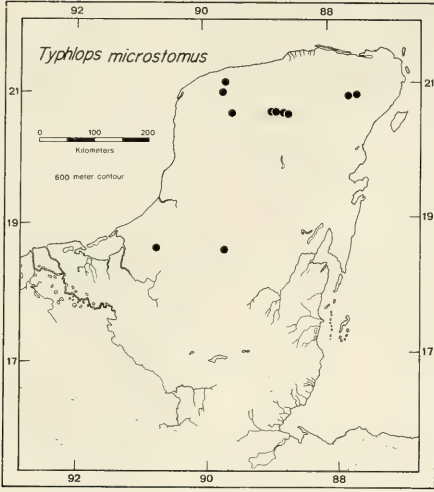 92 90 88
Typhlops microstomus
21 21
0 100 200
Kilometers
600 meter contour
19 19
17 17
92 90 88